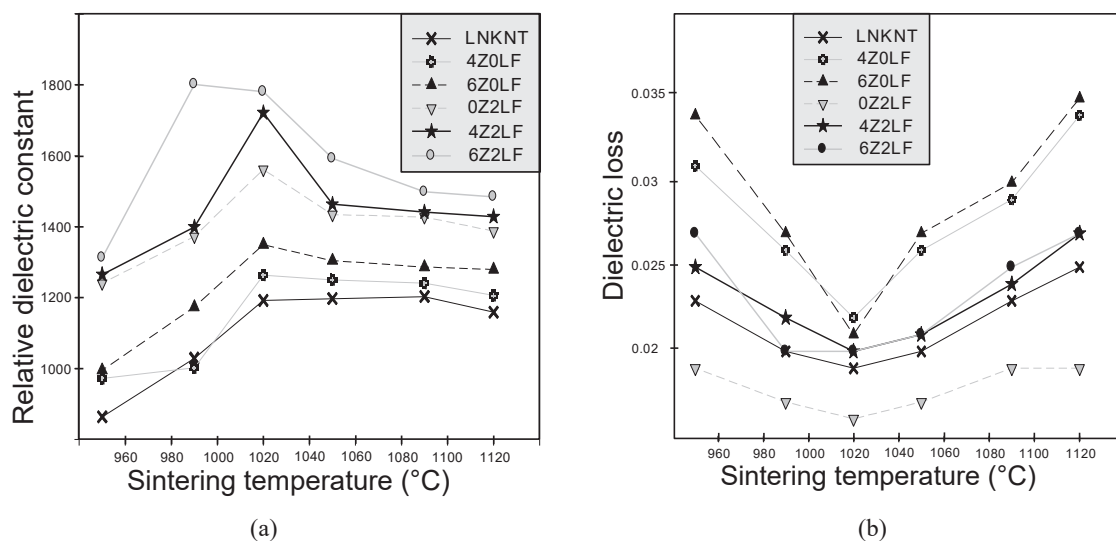 LNKNT
4Z0LF
6Z0LF
0Z2LF
4Z2LF
6Z2LF
1800
1600
1400
1200
1000
Relative dielectric constant
960 980 1000 1020 1040 1060 1080 1100 1120
Sintering temperature (°C)
(a)
LNKNT
4Z0LF
6Z0LF
0Z2LF
4Z2LF
6Z2LF
0.035
0.03
0.025
0.02
Dielectric loss
960 980 1000 1020 1040 1060 1080 1100 1120
Sintering temperature (°C)
(b)